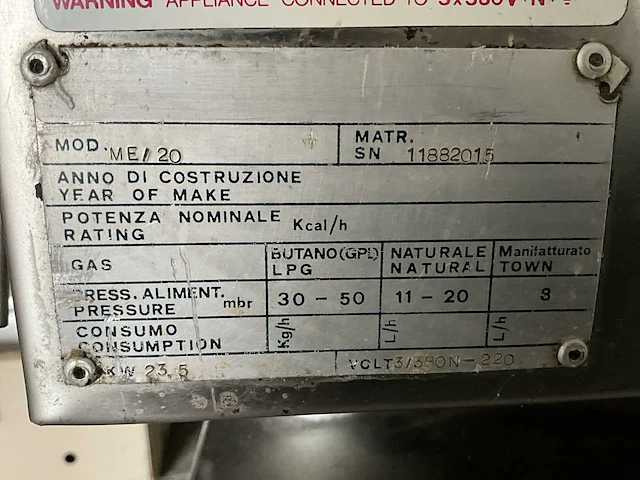 WARNING APPLIANCE CONNECTED TO 3x380V+N+
MOD. ME/20
MATR.
SN 11882015
ANNO DI COSTRUZIONE
YEAR OF MAKE
POTENZA NOMINALE
RATING Kcal/h
GAS
BUTANO(GPL)
LPG
NATURALE
NATURAL
Manifatturato
TOWN
PRESS. ALIMENT.
PRESSURE mbr
30 - 50
11 - 20
8
CONSUMO
CONSUMPTION
Kg/h
L/h
L/h
KW 23.5
VOLT 3/380N-220